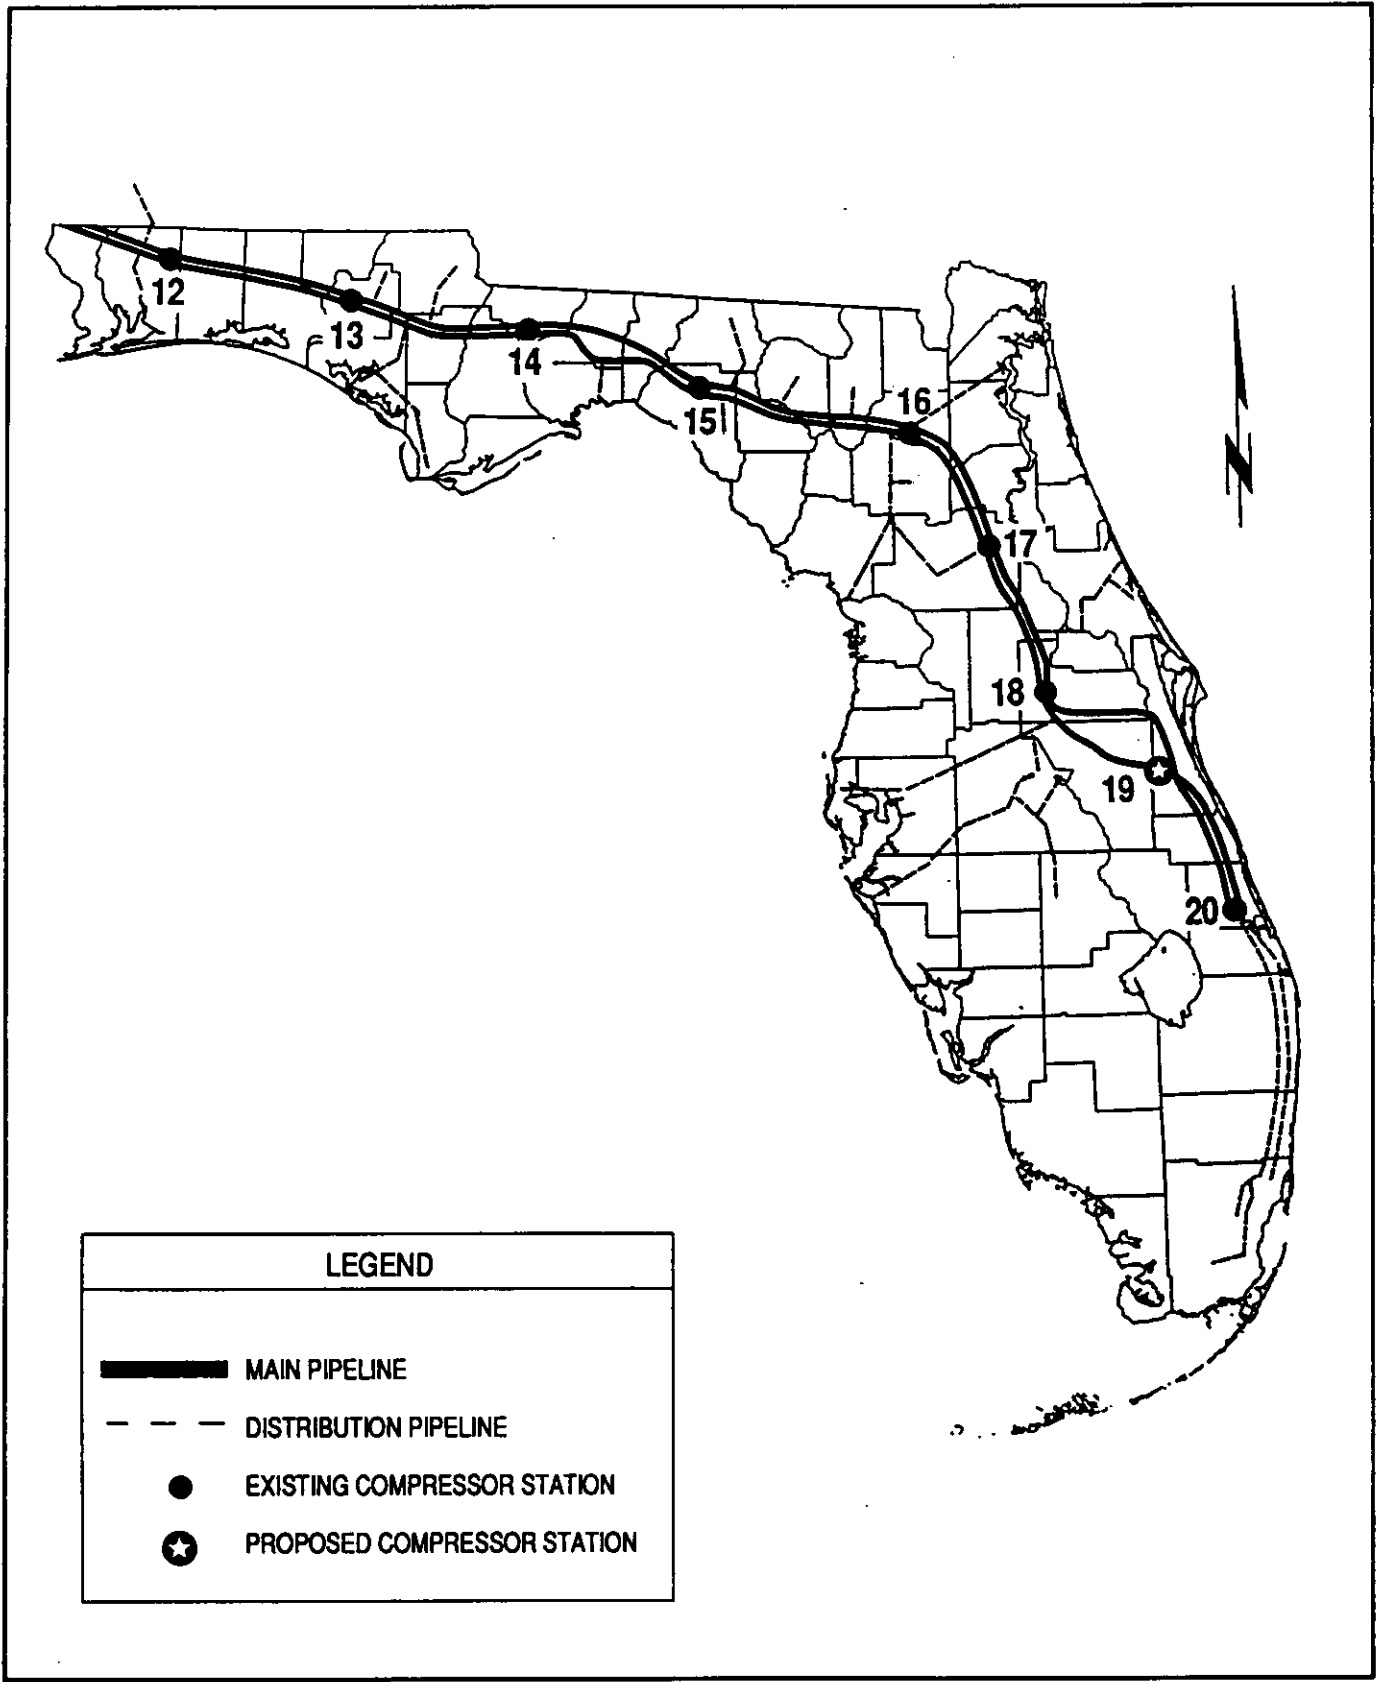 12
13
14
15
16
17
18
19
20
N
LEGEND
MAIN PIPELINE
DISTRIBUTION PIPELINE
EXISTING COMPRESSOR STATION
PROPOSED COMPRESSOR STATION